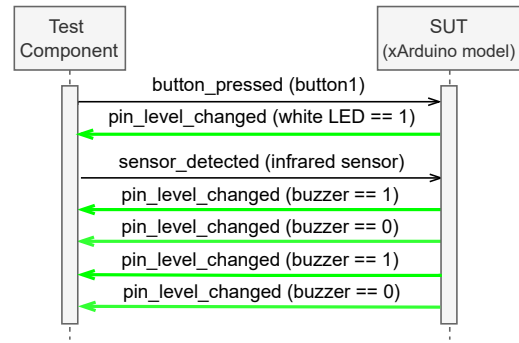 Test
Component
SUT
(xArduino model)
button_pressed (button1)
pin_level_changed (white LED == 1)
sensor_detected (infrared sensor)
pin_level_changed (buzzer == 1)
pin_level_changed (buzzer == 0)
pin_level_changed (buzzer == 1)
pin_level_changed (buzzer == 0)